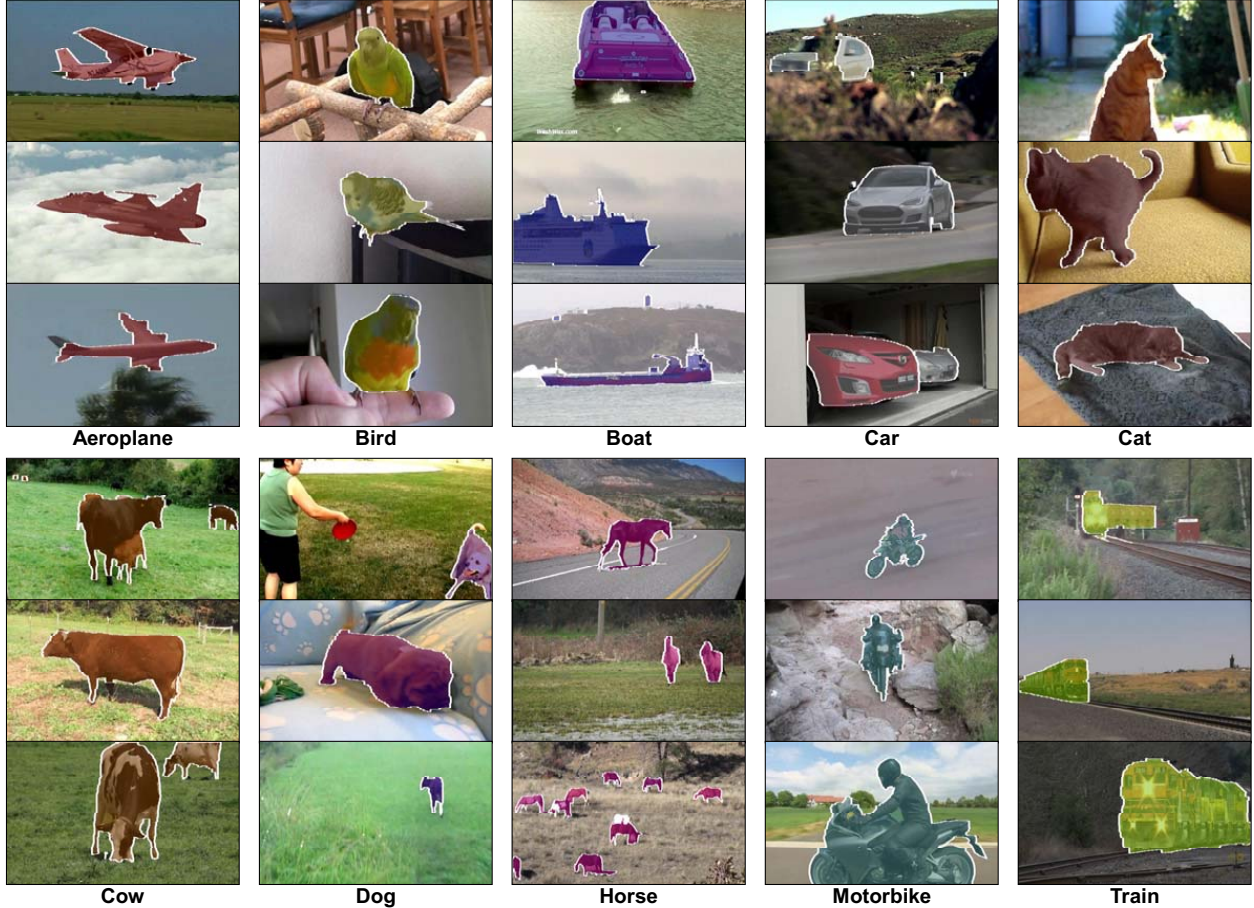 Aeroplane
Bird
Boat
Car
Cat
Cow
Dog
Horse
Motorbike
Train